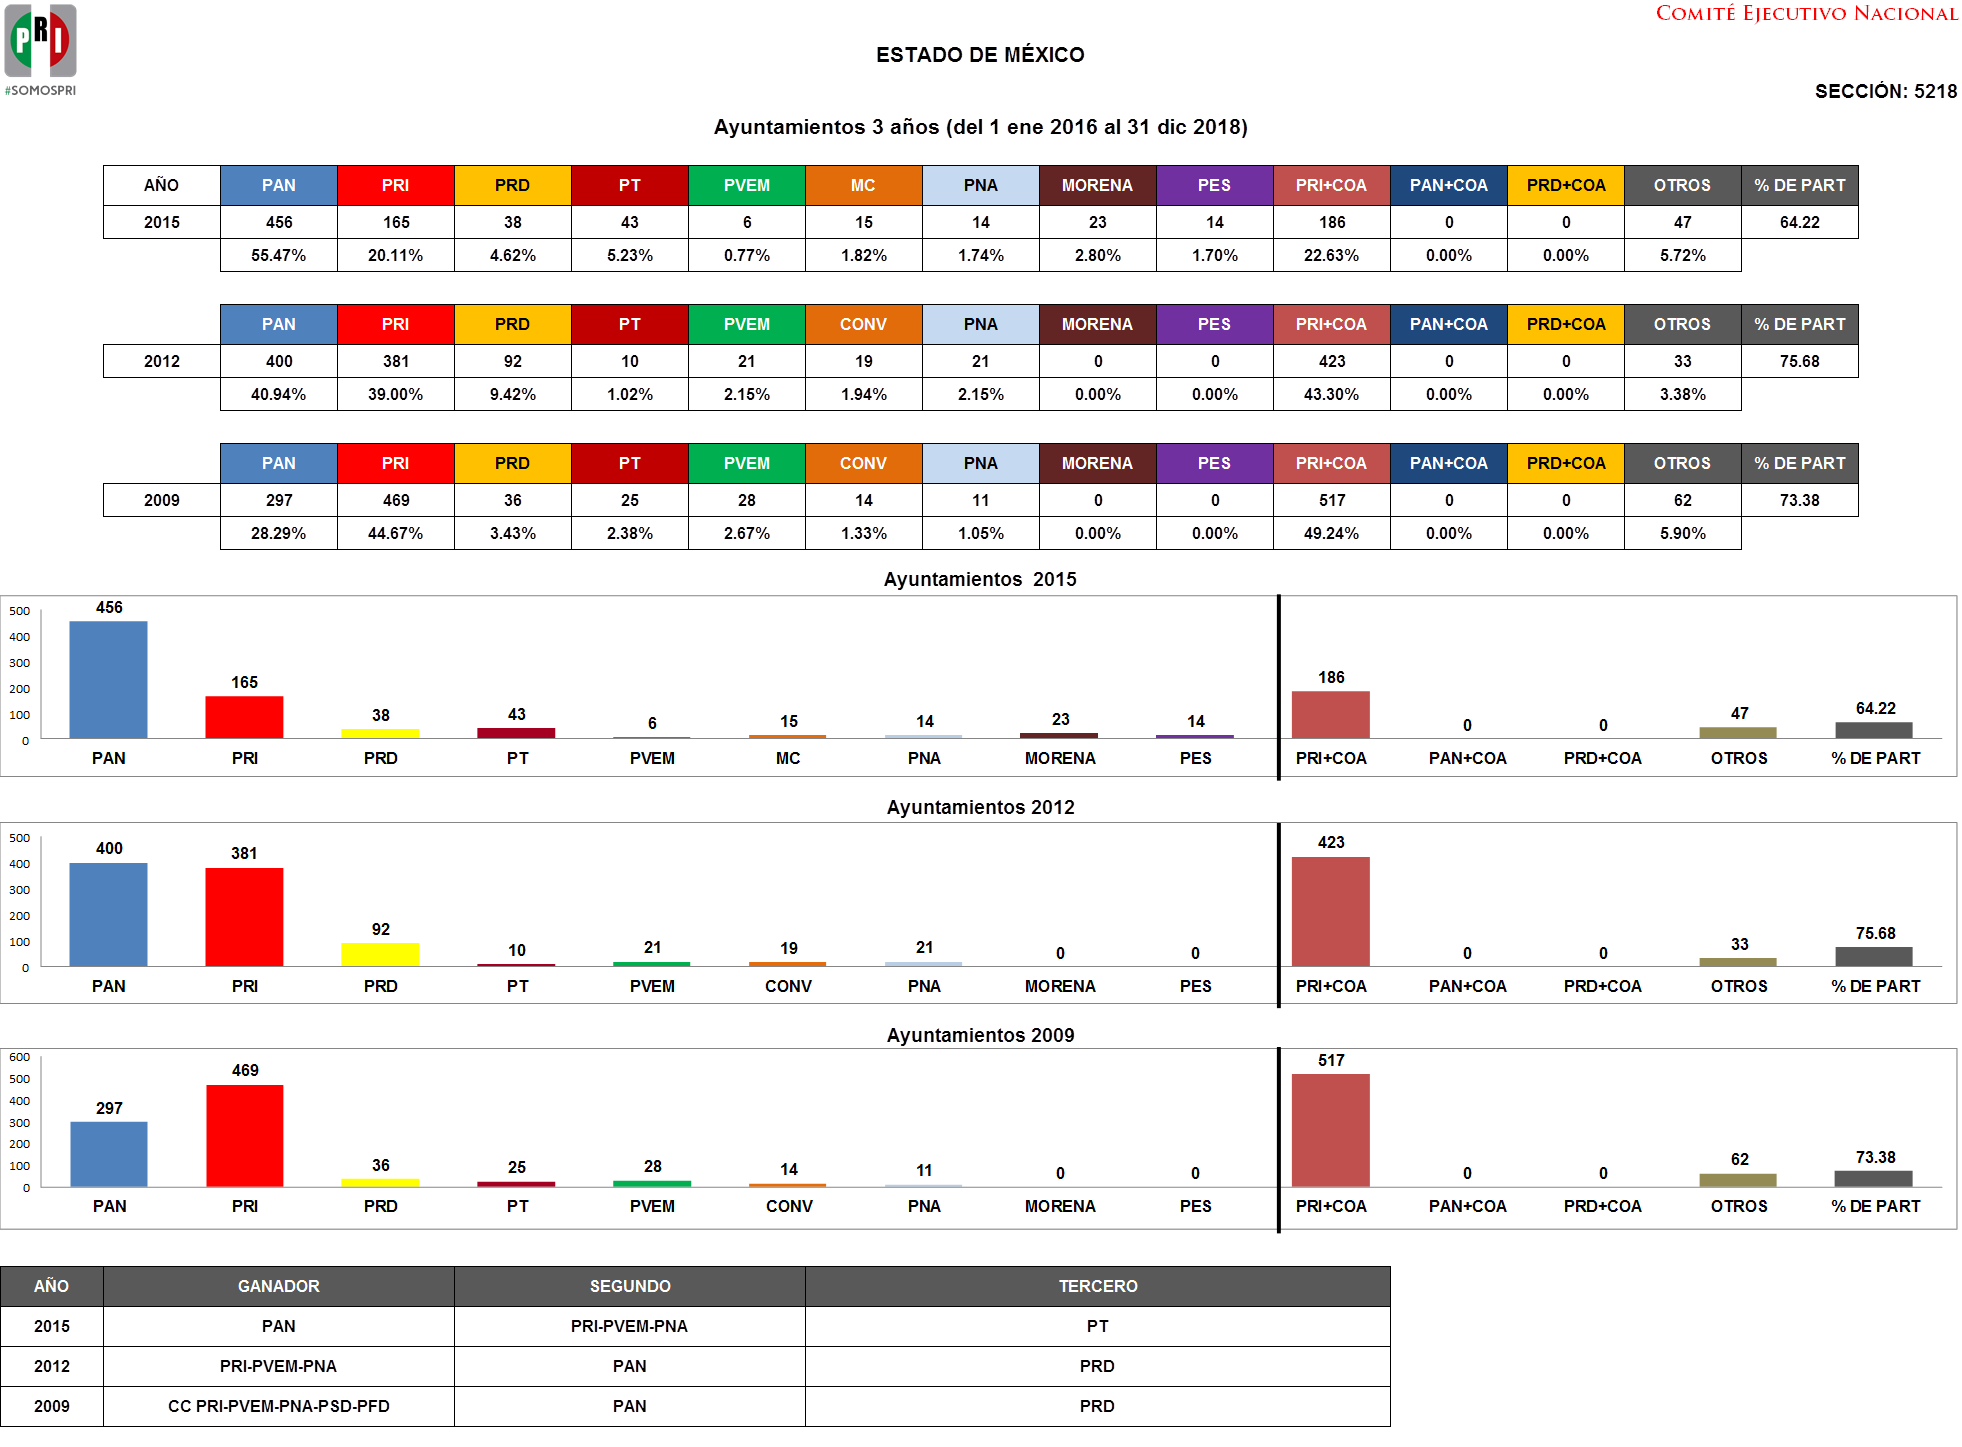 PRI
#SOMOSPRI
COMITÉ EJECUTIVO NACIONAL
ESTADO DE MÉXICO
SECCIÓN: 5218
Ayuntamientos 3 años (del 1 ene 2016 al 31 dic 2018)
AÑO PAN PRI PRD PT PVEM MC PNA MORENA PES PRI+COA PAN+COA PRD+COA OTROS % DE PART
2015 456 165 38 43 6 15 14 23 14 186 0 0 47 64.22
55.47% 20.11% 4.62% 5.23% 0.77% 1.82% 1.74% 2.80% 1.70% 22.63% 0.00% 0.00% 5.72%
PAN PRI PRD PT PVEM CONV PNA MORENA PES PRI+COA PAN+COA PRD+COA OTROS % DE PART
2012 400 381 92 10 21 19 21 0 0 423 0 0 33 75.68
40.94% 39.00% 9.42% 1.02% 2.15% 1.94% 2.15% 0.00% 0.00% 43.30% 0.00% 0.00% 3.38%
PAN PRI PRD PT PVEM CONV PNA MORENA PES PRI+COA PAN+COA PRD+COA OTROS % DE PART
2009 297 469 36 25 28 14 11 0 0 517 0 0 62 73.38
28.29% 44.67% 3.43% 2.38% 2.67% 1.33% 1.05% 0.00% 0.00% 49.24% 0.00% 0.00% 5.90%
Ayuntamientos 2015
500
400
300
200
100
0
456 165 38 43 6 15 14 23 14 186 0 0 47 64.22
PAN PRI PRD PT PVEM MC PNA MORENA PES PRI+COA PAN+COA PRD+COA OTROS % DE PART
Ayuntamientos 2012
500
400
300
200
100
0
400 381 92 10 21 19 21 0 0 423 0 0 33 75.68
PAN PRI PRD PT PVEM CONV PNA MORENA PES PRI+COA PAN+COA PRD+COA OTROS % DE PART
Ayuntamientos 2009
600
500
400
300
200
100
0
297 469 36 25 28 14 11 0 0 517 0 0 62 73.38
PAN PRI PRD PT PVEM CONV PNA MORENA PES PRI+COA PAN+COA PRD+COA OTROS % DE PART
AÑO GANADOR SEGUNDO TERCERO
2015 PAN PRI-PVEM-PNA PT
2012 PRI-PVEM-PNA PAN PRD
2009 CC PRI-PVEM-PNA-PSD-PFD PAN PRD